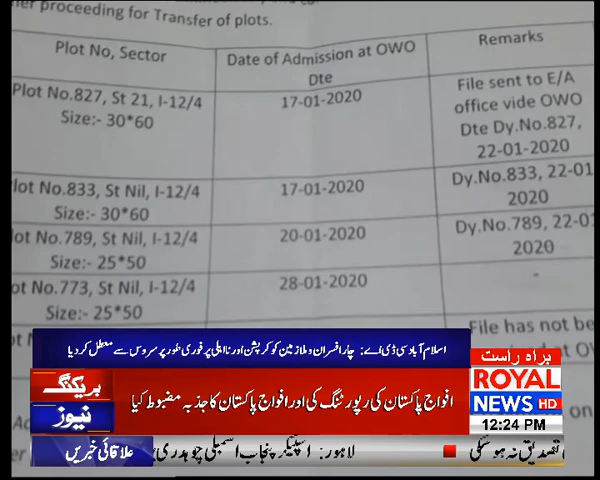 er proceeding for Transfer of plots.
Plot No, Sector
Date of Admission at OWO
Dte
Remarks
Plot No.827, St 21, I-12/4
Size:- 30*60
17-01-2020
File sent to E/A
office vide OWO
Dte Dy.No.827,
22-01-2020
Plot No.833, St Nil, I-12/4
Size:- 30*60
17-01-2020
Dy.No.833, 22-01
2020
lot No.789, St Nil, I-12/4
Size:- 25*50
20-01-2020
Dy.No.789, 22-0
2020
ot No.773, St Nil, I-12/4
Size:- 25*50
28-01-2020
-
File has not be
اسلام آباد سی ڈی اے: چار افسران و ملازمین کو کرپشن اور نااہلی پر فوری طور پر سروس سے معطل کر دیا
براہ راست
بریکنگ
نیوز
افواج پاکستان کی رپورٹنگ کی اور افواج پاکستان کا جذبہ مضبوط کیا
ROYAL
NEWS HD
12:24 PM
علاقائی خبریں
لاہور: اسپیکر پنجاب اسمبلی چوہدری
تصدیق نہ ہوسکی